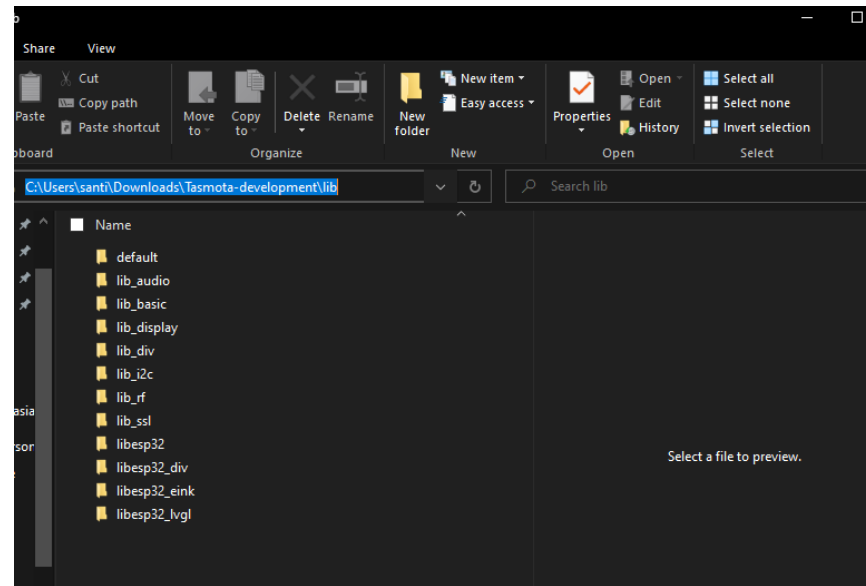 b
Share View
Paste
Cut
Copy path
Paste shortcut
Move to
Copy to
Delete
Rename
New folder
New item
Easy access
Properties
Open
Edit
History
Select all
Select none
Invert selection
pboard
Organize
New
Open
Select
C:\Users\santi\Downloads\Tasmota-development\lib
Search lib
Name
default
lib_audio
lib_basic
lib_display
lib_div
lib_i2c
lib_rf
lib_ssl
libesp32
libesp32_div
libesp32_eink
libesp32_lvgl
asia
rson
Select a file to preview.